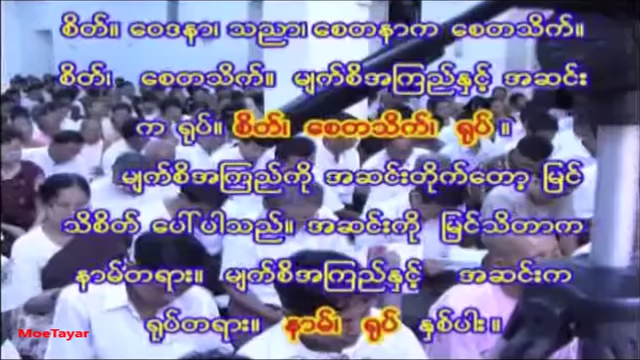 စိတ်။ ဝေဒနာ၊ သညာ၊ စေတနာက စေတသိက်။
စိတ်၊ စေတသိက်။ မျက်စိအကြည်နှင့် အဆင်း
က ရုပ်။ စိတ်၊ စေတသိက်၊ ရုပ်။
မျက်စိအကြည်ကို အဆင်းတိုက်တော့ မြင်
သိစိတ် ပေါ်ပါသည်။ အဆင်းကို မြင်သိတာက
နာမ်တရား။ မျက်စိအကြည်နှင့် အဆင်းက
ရုပ်တရား။ နာမ်၊ ရုပ် နှစ်ပါး။
MoeTayar